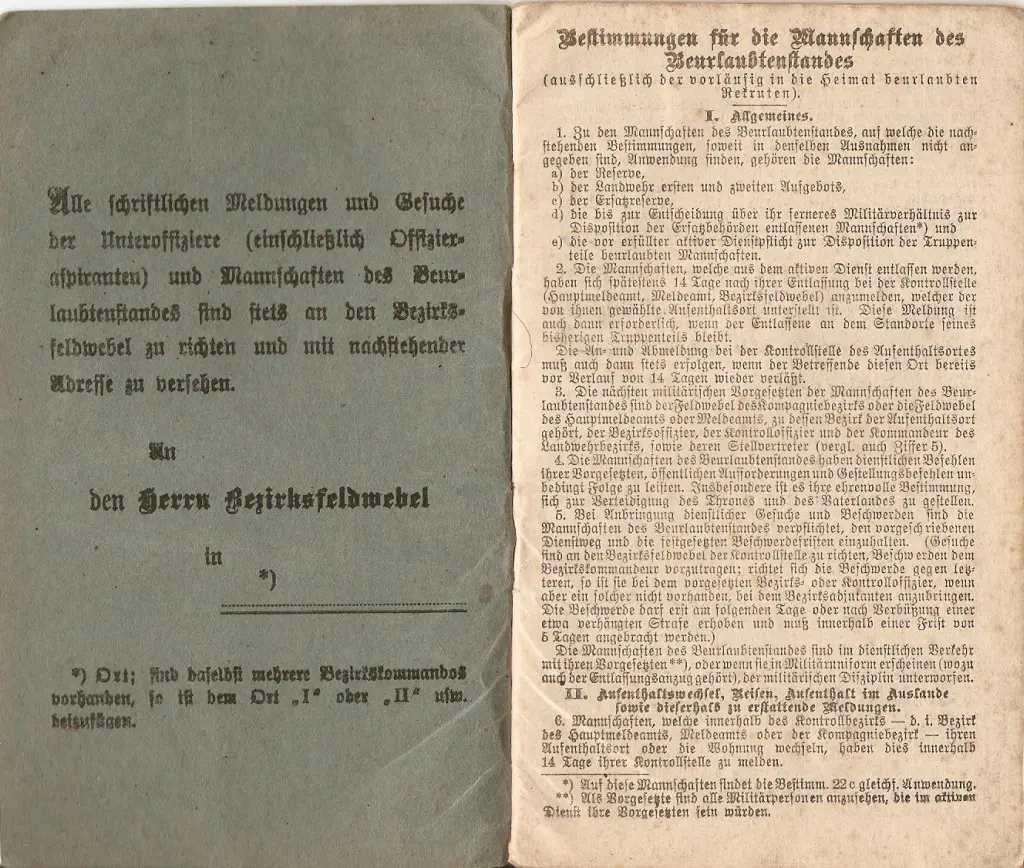 Alle schriftlichen Meldungen und Gesuche
der Unteroffiziere (einschließlich Offizier-
aspiranten) und Mannschaften des Beur-
laubtenstandes sind stets an den Bezirks-
feldwebel zu richten und mit nachstehender
Adresse zu versehen.
An
den Herrn Bezirksfeldwebel
in
*)
*) Ort; sind daselbst mehrere Bezirkskommandos
vorhanden, so ist dem Ort „I“ oder „II“ usw.
beizufügen.
Bestimmungen für die Mannschaften des
Beurlaubtenstandes
(ausschließlich der vorläufig in die Heimat beurlaubten
Rekruten).
I. Allgemeines.
1. Zu den Mannschaften des Beurlaubtenstandes, auf welche die nach-
stehenden Bestimmungen, soweit in denselben Ausnahmen nicht an-
gegeben sind, Anwendung finden, gehören die Mannschaften:
a) der Reserve,
b) der Landwehr ersten und zweiten Aufgebots,
c) der Ersatzreserve,
d) die bis zur Entscheidung über ihr ferneres Militärverhältnis zur
Disposition der Ersatzbehörden entlassenen Mannschaften*) und
e) die vor erfüllter aktiver Dienstpflicht zur Disposition der Truppen-
teile beurlaubten Mannschaften.
2. Die Mannschaften, welche aus dem aktiven Dienst entlassen werden,
haben sich spätestens 14 Tage nach ihrer Entlassung bei der Kontrollstelle
(Hauptmeldeamt, Meldeamt, Bezirksfeldwebel) anzumelden, welcher der
von ihnen gewählte Aufenthaltsort unterstellt ist. Diese Meldung ist
auch dann erforderlich, wenn der Entlassene an dem Standorte seines
bisherigen Truppenteils bleibt.
Die An- und Abmeldung bei der Kontrollstelle des Aufenthaltsortes
muß auch dann stets erfolgen, wenn der Betreffende diesen Ort bereits
vor Verlauf von 14 Tagen wieder verläßt.
3. Die nächsten militärischen Vorgesetzten der Mannschaften des Beur-
laubtenstandes sind der Feldwebel des Kompagniebezirks oder die Feldwebel
des Hauptmeldeamts oder Meldeamts, zu dessen Bezirk der Aufenthaltsort
gehört, der Bezirksoffizier, der Kontrolloffizier und der Kommandeur des
Landwehrbezirks, sowie deren Stellvertreter (vergl. auch Ziffer 5).
4. Die Mannschaften des Beurlaubtenstandes haben dienstlichen Befehlen
ihrer Vorgesetzten, öffentlichen Aufforderungen und Gestellungsbefehlen un-
bedingt Folge zu leisten. Insbesondere ist es ihre ehrenvolle Bestimmung,
sich zur Verteidigung des Thrones und des Vaterlandes zu gestellen.
5. Bei Anbringung dienstlicher Gesuche und Beschwerden sind die
Mannschaften des Beurlaubtenstandes verpflichtet, den vorgeschriebenen
Dienstweg und die festgesetzten Beschwerdefristen einzuhalten. (Gesuche
sind an den Bezirksfeldwebel der Kontrollstelle zu richten, Beschwerden dem
Bezirkskommandeur vorzutragen; richtet sich die Beschwerde gegen letz-
teren, so ist sie bei dem vorgesetzten Bezirks- oder Kontrolloffizier, wenn
aber ein solcher nicht vorhanden, bei dem Bezirksadjutanten anzubringen.
Die Beschwerde darf erst am folgenden Tage oder nach Verbüßung einer
etwa verhängten Strafe erhoben und muß innerhalb einer Frist von
5 Tagen angebracht werden.)
Die Mannschaften des Beurlaubtenstandes sind im dienstlichen Verkehr
mit ihren Vorgesetzten**), oder wenn sie in Militäruniform erscheinen (wozu
auch der Entlassungsanzug gehört), der militärischen Disziplin unterworfen.
II. Aufenthaltswechsel, Reisen, Aufenthalt im Auslande
sowie dieserhalb zu erstattende Meldungen.
6. Mannschaften, welche innerhalb des Kontrollbezirks — d. i. Bezirk
des Hauptmeldeamts, Meldeamts oder der Kompagniebezirk — ihren
Aufenthaltsort oder die Wohnung wechseln, haben dies innerhalb
14 Tage ihrer Kontrollstelle zu melden.
*) Auf diese Mannschaften findet die Bestimm. 22 c gleichf. Anwendung.
**) Als Vorgesetzte sind alle Militärpersonen anzusehen, die im aktiven
Dienst ihre Vorgesetzten sein würden.